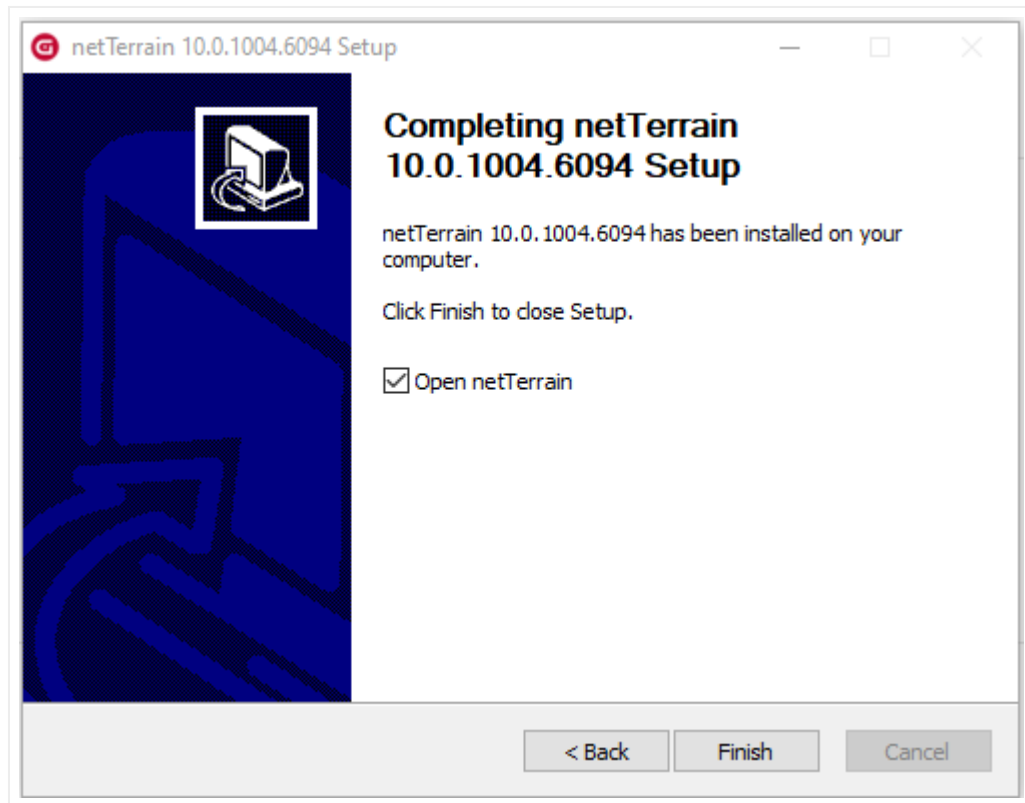 netTerrain 10.0.1004.6094 Setup
Completing netTerrain
10.0.1004.6094 Setup
netTerrain 10.0.1004.6094 has been installed on your
computer.
Click Finish to close Setup.
Open netTerrain
< Back
Finish
Cancel